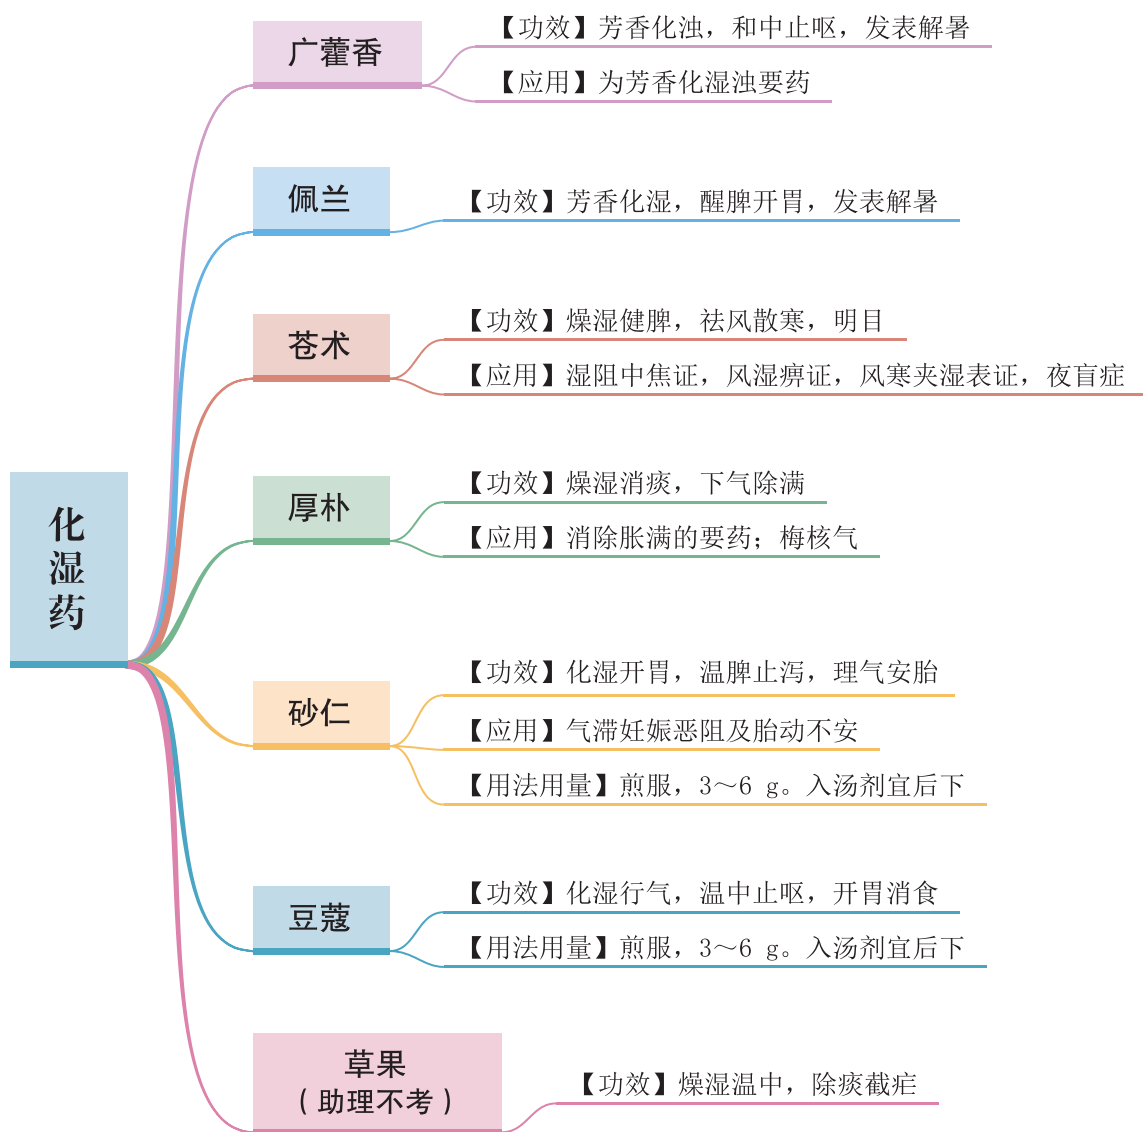 化湿药
广藿香
【功效】芳香化浊，和中止呕，发表解暑
【应用】为芳香化湿浊要药
佩兰
【功效】芳香化湿，醒脾开胃，发表解暑
苍术
【功效】燥湿健脾，祛风散寒，明目
【应用】湿阻中焦证，风湿痹证，风寒夹湿表证，夜盲症
厚朴
【功效】燥湿消痰，下气除满
【应用】消除胀满的要药；梅核气
砂仁
【功效】化湿开胃，温脾止泻，理气安胎
【应用】气滞妊娠恶阻及胎动不安
【用法用量】煎服，3～6 g。入汤剂宜后下
豆蔻
【功效】化湿行气，温中止呕，开胃消食
【用法用量】煎服，3～6 g。入汤剂宜后下
草果
（助理不考）
【功效】燥湿温中，除痰截疟